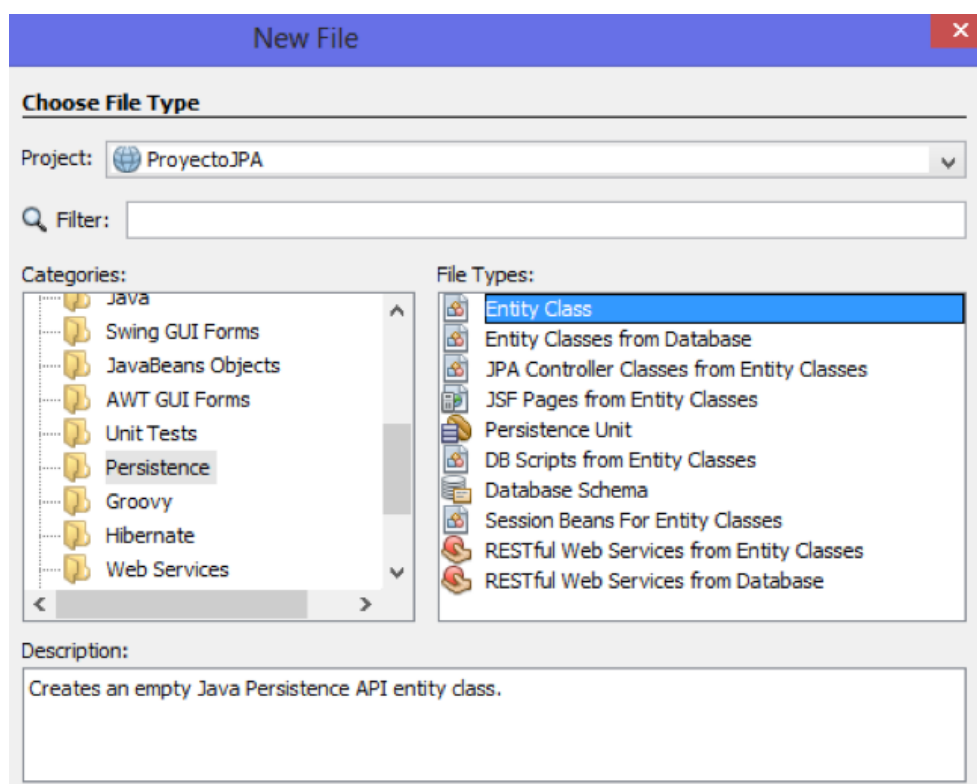 New File
Choose File Type
Project: ProyectoJPA
Filter:
Categories:
Java
Swing GUI Forms
JavaBeans Objects
AWT GUI Forms
Unit Tests
Persistence
Groovy
Hibernate
Web Services
File Types:
Entity Class
Entity Classes from Database
JPA Controller Classes from Entity Classes
JSF Pages from Entity Classes
Persistence Unit
DB Scripts from Entity Classes
Database Schema
Session Beans For Entity Classes
RESTful Web Services from Entity Classes
RESTful Web Services from Database
Description:
Creates an empty Java Persistence API entity class.